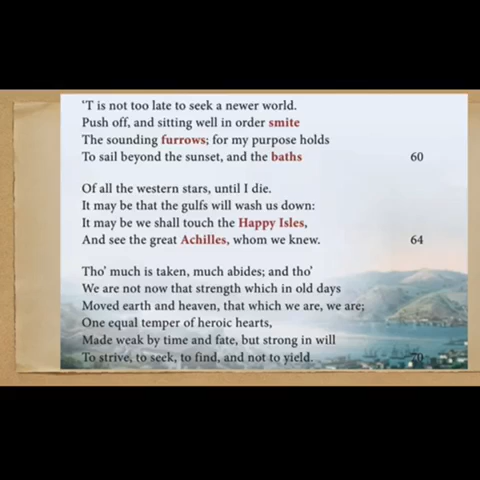 'T is not too late to seek a newer world.
Push off, and sitting well in order smite
The sounding furrows; for my purpose holds
To sail beyond the sunset, and the baths 60
Of all the western stars, until I die.
It may be that the gulfs will wash us down:
It may be we shall touch the Happy Isles,
And see the great Achilles, whom we knew. 64
Tho' much is taken, much abides; and tho'
We are not now that strength which in old days
Moved earth and heaven, that which we are, we are;
One equal temper of heroic hearts,
Made weak by time and fate, but strong in will
To strive, to seek, to find, and not to yield. 70